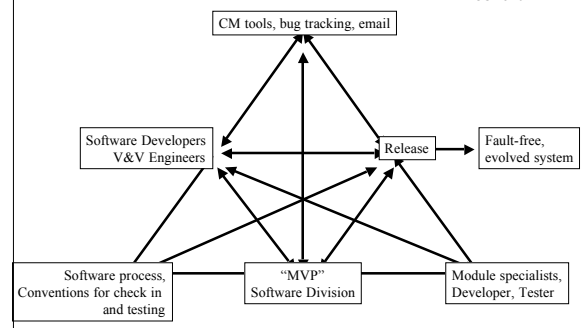 CM tools, bug tracking, email
Software Developers
V&V Engineers
Release
Fault-free,
evolved system
Software process,
Conventions for check in
and testing
“MVP”
Software Division
Module specialists,
Developer, Tester